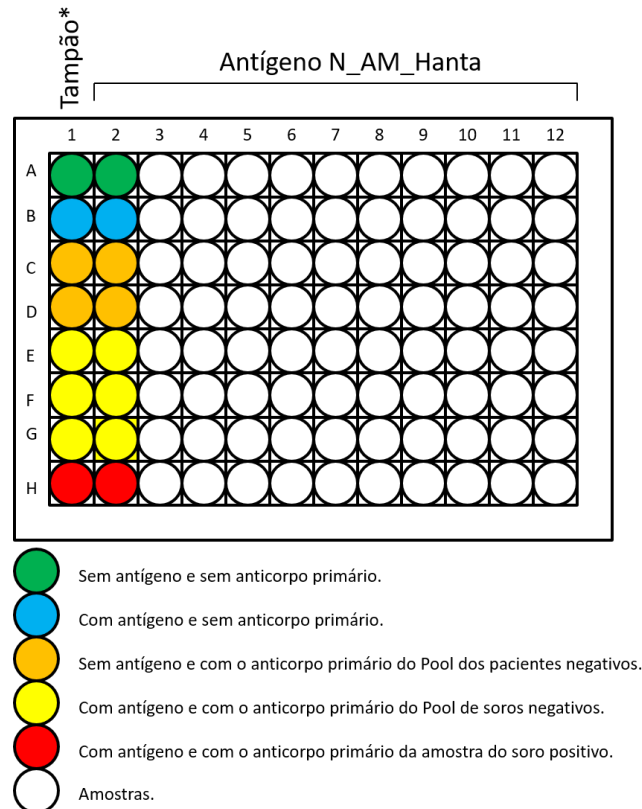 Tampão*
Antígeno N_AM_Hanta
1 2 3 4 5 6 7 8 9 10 11 12
A
B
C
D
E
F
G
H
Sem antígeno e sem anticorpo primário.
Com antígeno e sem anticorpo primário.
Sem antígeno e com o anticorpo primário do Pool dos pacientes negativos.
Com antígeno e com o anticorpo primário do Pool de soros negativos.
Com antígeno e com o anticorpo primário da amostra do soro positivo.
Amostras.